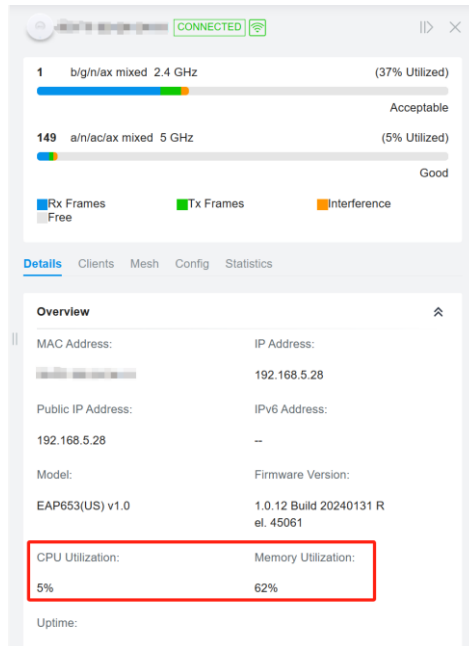 CONNECTED
1 b/g/n/ax mixed 2.4 GHz (37% Utilized)
Acceptable
149 a/n/ac/ax mixed 5 GHz (5% Utilized)
Good
Rx Frames Tx Frames Interference
Free
Details Clients Mesh Config Statistics
Overview
MAC Address: IP Address:
192.168.5.28
Public IP Address: IPv6 Address:
192.168.5.28 --
Model: Firmware Version:
EAP653(US) v1.0 1.0.12 Build 20240131 R
el. 45061
CPU Utilization: Memory Utilization:
5% 62%
Uptime: